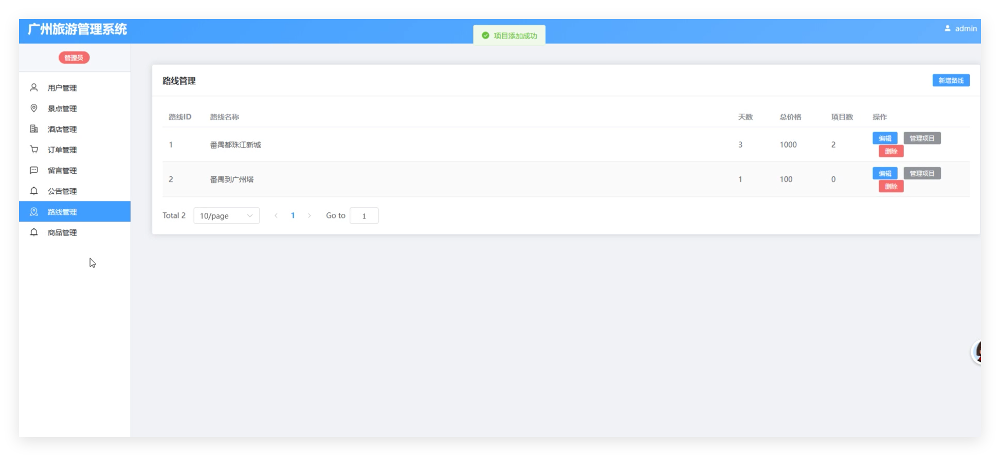 广州旅游管理系统
项目添加成功
admin
管理员
用户管理
景点管理
酒店管理
订单管理
留言管理
公告管理
路线管理
商品管理
路线管理
新增路线
路线ID 路线名称 天数 总价格 项目数 操作
1 番禺都珠江新城 3 1000 2 编辑 管理项目
删除
2 番禺到广州塔 1 100 0 编辑 管理项目
删除
Total 2 10/page 1 Go to 1